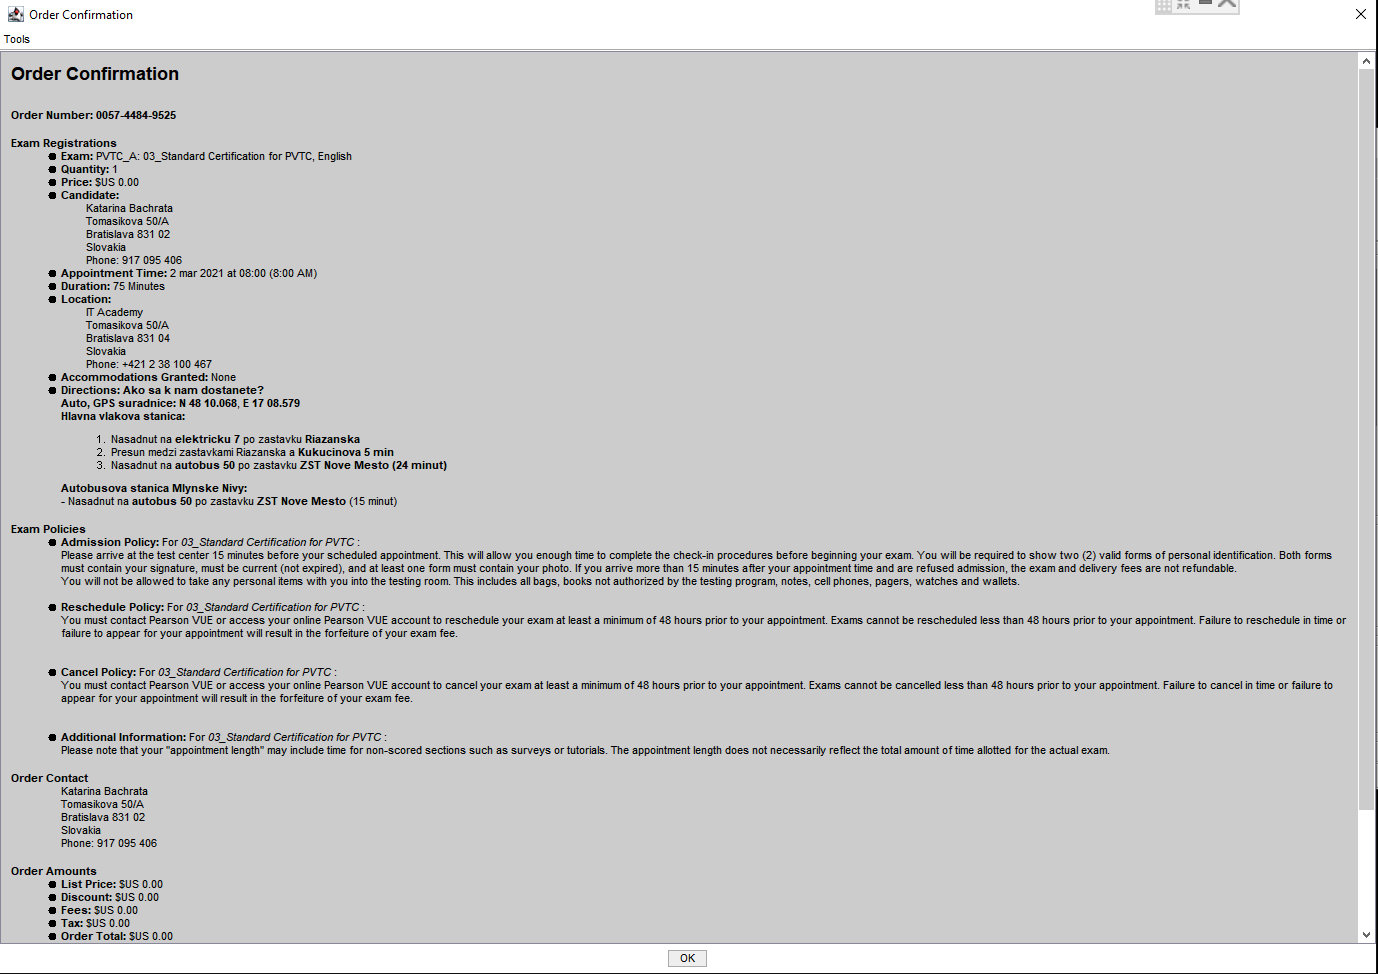 Order Confirmation
Tools
Order Confirmation
Order Number: 0057-4484-9525
Exam Registrations
Exam: PVTC_A: 03_Standard Certification for PVTC, English
Quantity: 1
Price: $US 0.00
Candidate:
Katarina Bachrata
Tomasikova 50/A
Bratislava 831 02
Slovakia
Phone: 917 095 406
Appointment Time: 2 mar 2021 at 08:00 (8:00 AM)
Duration: 75 Minutes
Location:
IT Academy
Tomasikova 50/A
Bratislava 831 04
Slovakia
Phone: +421 2 38 100 467
Accommodations Granted: None
Directions: Ako sa k nam dostanete?
Auto, GPS suradnice: N 48 10.068, E 17 08.579
Hlavna vlakova stanica:
1. Nasadnut na elektricku 7 po zastavku Riazanska
2. Presun medzi zastavkami Riazanska a Kukucinova 5 min
3. Nasadnut na autobus 50 po zastavku ZST Nove Mesto (24 minut)
Autobusova stanica Mlynske Nivy:
- Nasadnut na autobus 50 po zastavku ZST Nove Mesto (15 minut)
Exam Policies
Admission Policy: For 03_Standard Certification for PVTC :
Please arrive at the test center 15 minutes before your scheduled appointment. This will allow you enough time to complete the check-in procedures before beginning your exam. You will be required to show two (2) valid forms of personal identification. Both forms
must contain your signature, must be current (not expired), and at least one form must contain your photo. If you arrive more than 15 minutes after your appointment time and are refused admission, the exam and delivery fees are not refundable.
You will not be allowed to take any personal items with you into the testing room. This includes all bags, books not authorized by the testing program, notes, cell phones, pagers, watches and wallets.
Reschedule Policy: For 03_Standard Certification for PVTC :
You must contact Pearson VUE or access your online Pearson VUE account to reschedule your exam at least a minimum of 48 hours prior to your appointment. Exams cannot be rescheduled less than 48 hours prior to your appointment. Failure to reschedule in time or
failure to appear for your appointment will result in the forfeiture of your exam fee.
Cancel Policy: For 03_Standard Certification for PVTC :
You must contact Pearson VUE or access your online Pearson VUE account to cancel your exam at least a minimum of 48 hours prior to your appointment. Exams cannot be cancelled less than 48 hours prior to your appointment. Failure to cancel in time or failure to
appear for your appointment will result in the forfeiture of your exam fee.
Additional Information: For 03_Standard Certification for PVTC :
Please note that your "appointment length" may include time for non-scored sections such as surveys or tutorials. The appointment length does not necessarily reflect the total amount of time allotted for the actual exam.
Order Contact
Katarina Bachrata
Tomasikova 50/A
Bratislava 831 02
Slovakia
Phone: 917 095 406
Order Amounts
List Price: $US 0.00
Discount: $US 0.00
Fees: $US 0.00
Tax: $US 0.00
Order Total: $US 0.00
OK